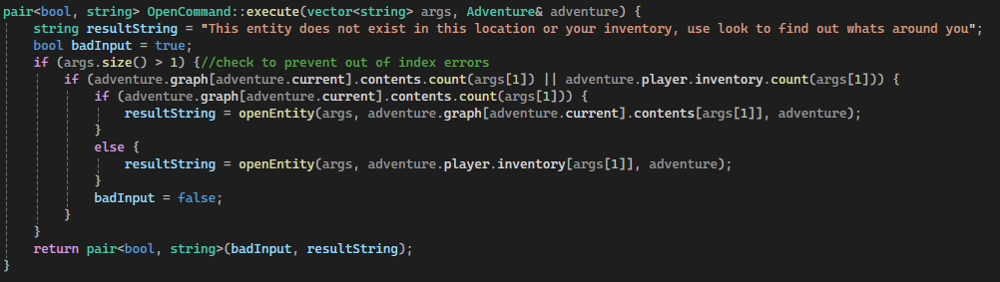 pair<bool, string> OpenCommand::execute(vector<string> args, Adventure& adventure) {
    string resultString = "This entity does not exist in this location or your inventory, use look to find out whats around you";
    bool badInput = true;
    if (args.size() > 1) {//check to prevent out of index errors
        if (adventure.graph[adventure.current].contents.count(args[1]) || adventure.player.inventory.count(args[1])) {
            if (adventure.graph[adventure.current].contents.count(args[1])) {
                resultString = openEntity(args, adventure.graph[adventure.current].contents[args[1]], adventure);
            }
            else {
                resultString = openEntity(args, adventure.player.inventory[args[1]], adventure);
            }
            badInput = false;
        }
    }
    return pair<bool, string>(badInput, resultString);
}